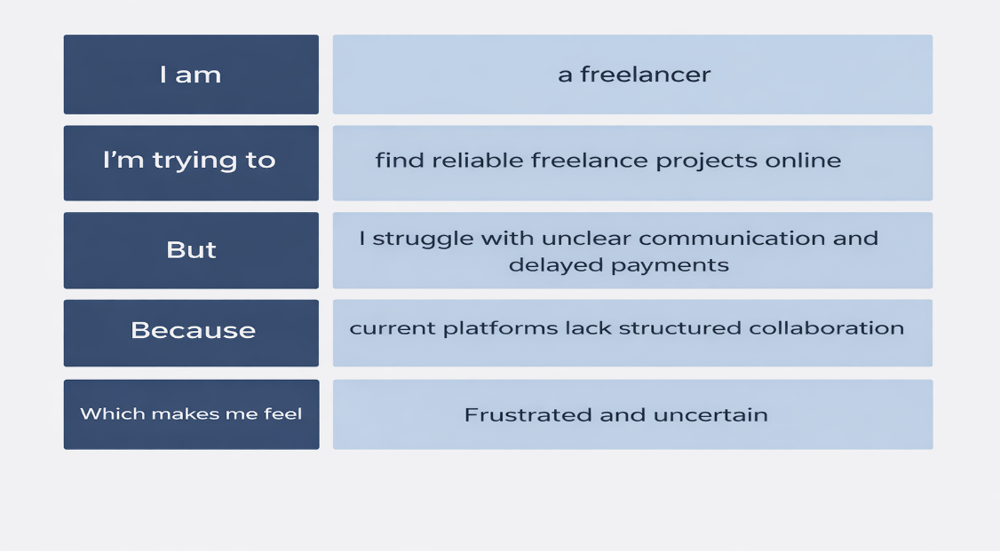 I am
a freelancer
I'm trying to
find reliable freelance projects online
But
I struggle with unclear communication and
delayed payments
Because
current platforms lack structured collaboration
Which makes me feel
Frustrated and uncertain